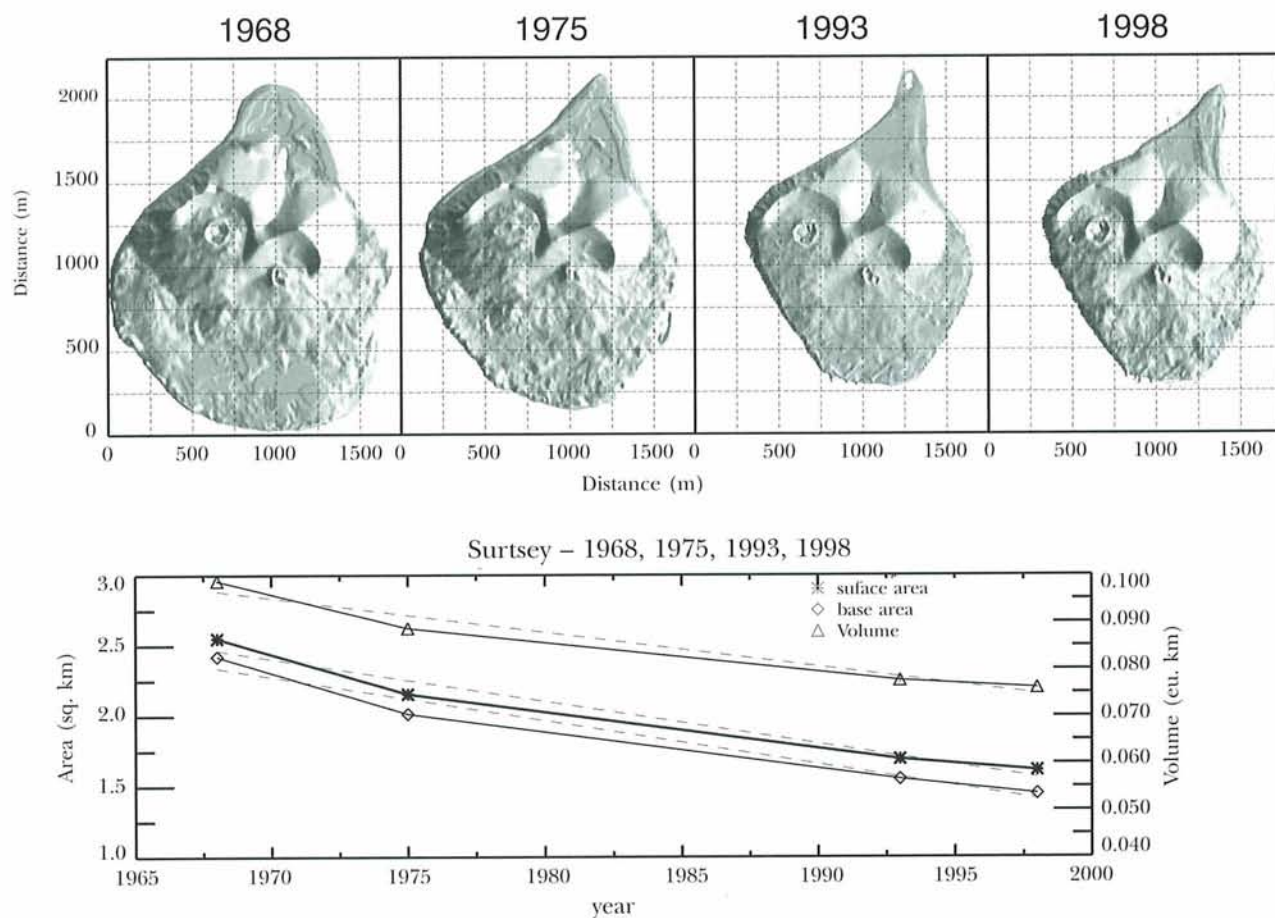 1968 1975 1993 1998
2000
1500
1000
500
0
Distance (m)
500 1000 1500 0 500 1000 1500 0 500 1000 1500 0 500 1000 1500
Distance (m)
Surtsey – 1968, 1975, 1993, 1998
3.0
2.5
2.0
1.5
1.0
Area (sq. km)
suface area
base area
Volume
0.100
0.090
0.080
0.070
0.060
0.050
0.040
Volume (eu. km)
1965 1970 1975 1980 1985 1990 1995 2000
year